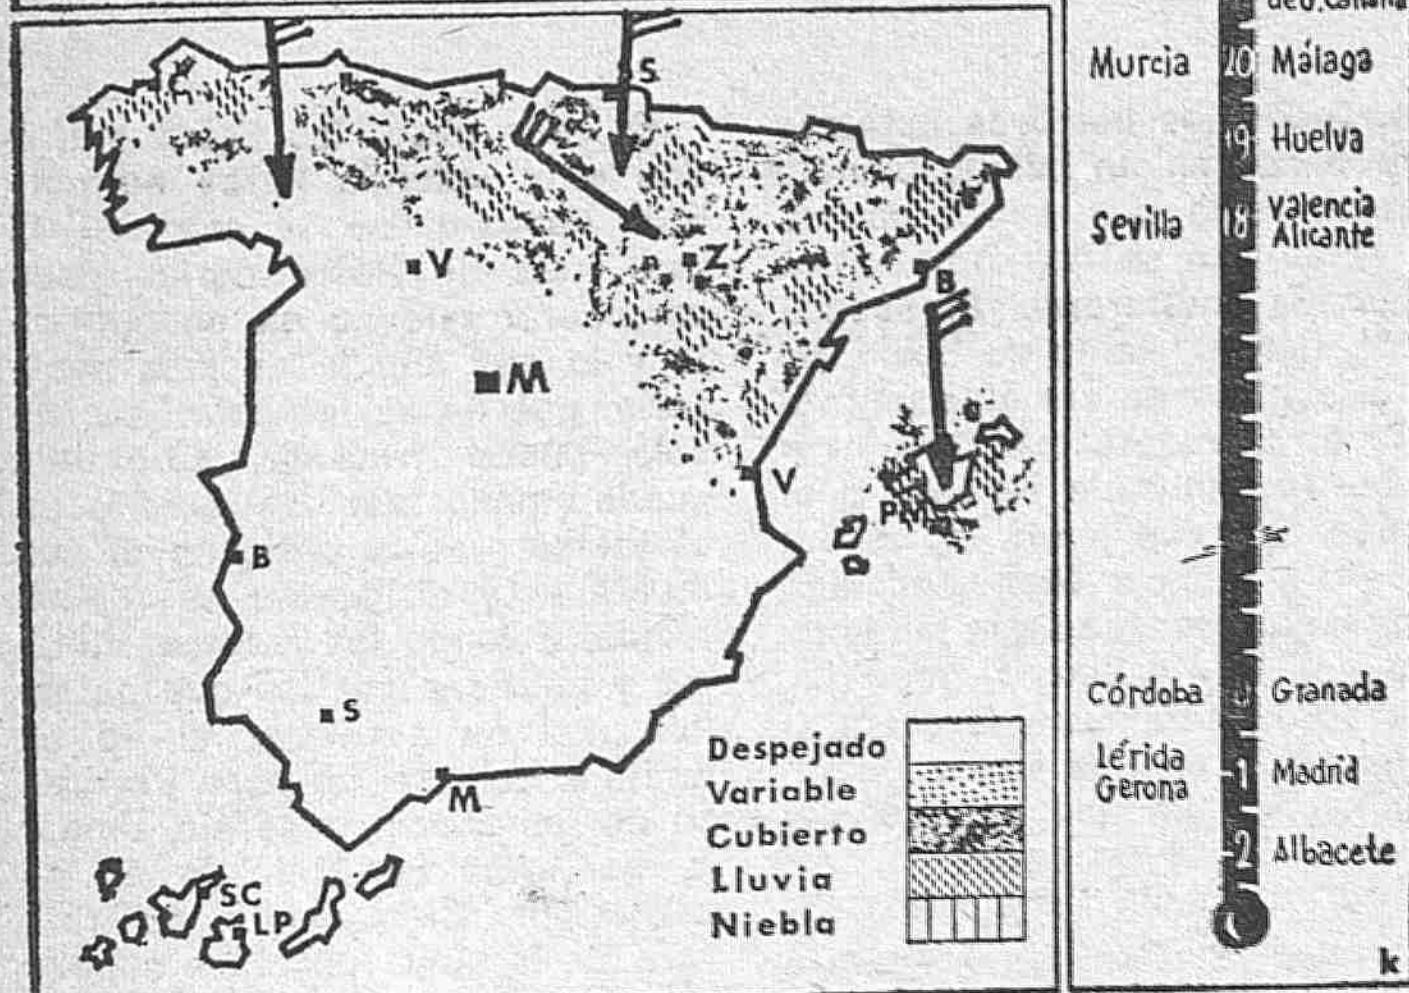 S
C
G
V
Z
B
M
V
PM
B
S
M
SC
LP
Despejado
Variable
Cubierto
Lluvia
Niebla
Murcia 20 Málaga
19 Huelva
Sevilla 18 Valencia
Alicante
Córdoba Granada
Lérida
Gerona -1 Madrid
-2 Albacete
k